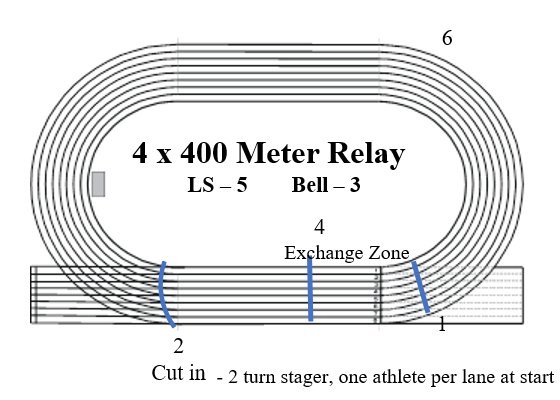 6
4 x 400 Meter Relay
LS – 5 Bell – 3
4
Exchange Zone
1
2
Cut in - 2 turn stager, one athlete per lane at start